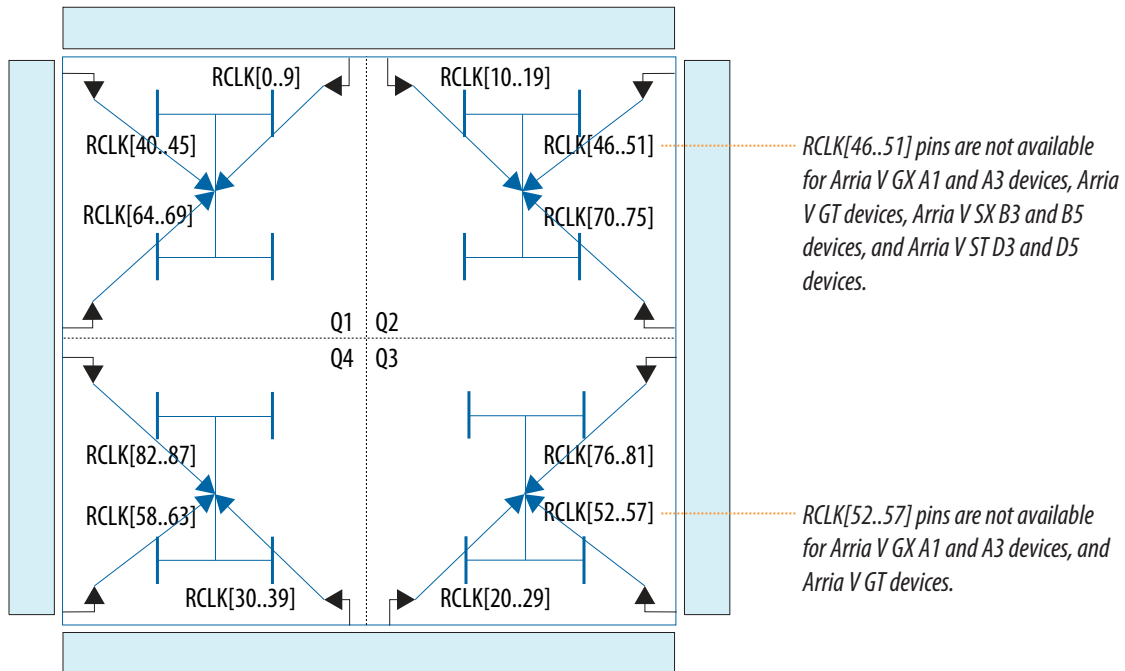 RCLK[0..9]
RCLK[10..19]
RCLK[40..45]
RCLK[46..51]
RCLK[64..69]
RCLK[70..75]
Q1
Q2
Q4
Q3
RCLK[82..87]
RCLK[76..81]
RCLK[58..63]
RCLK[52..57]
RCLK[30..39]
RCLK[20..29]
RCLK[46..51] pins are not available
for Arria V GX A1 and A3 devices, Arria
V GT devices, Arria V SX B3 and B5
devices, and Arria V ST D3 and D5
devices.
RCLK[52..57] pins are not available
for Arria V GX A1 and A3 devices, and
Arria V GT devices.